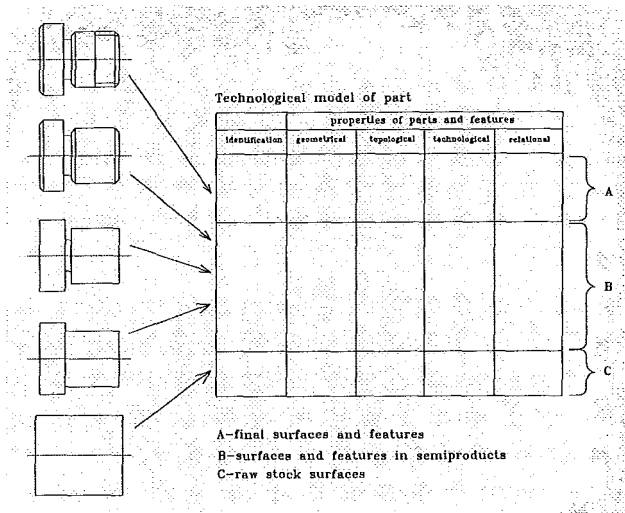 Technological model of part
properties of parts and features
identification geometrical topological technological relational
A
B
C
A-final surfaces and features
B-surfaces and features in semiproducts
C-raw stock surfaces